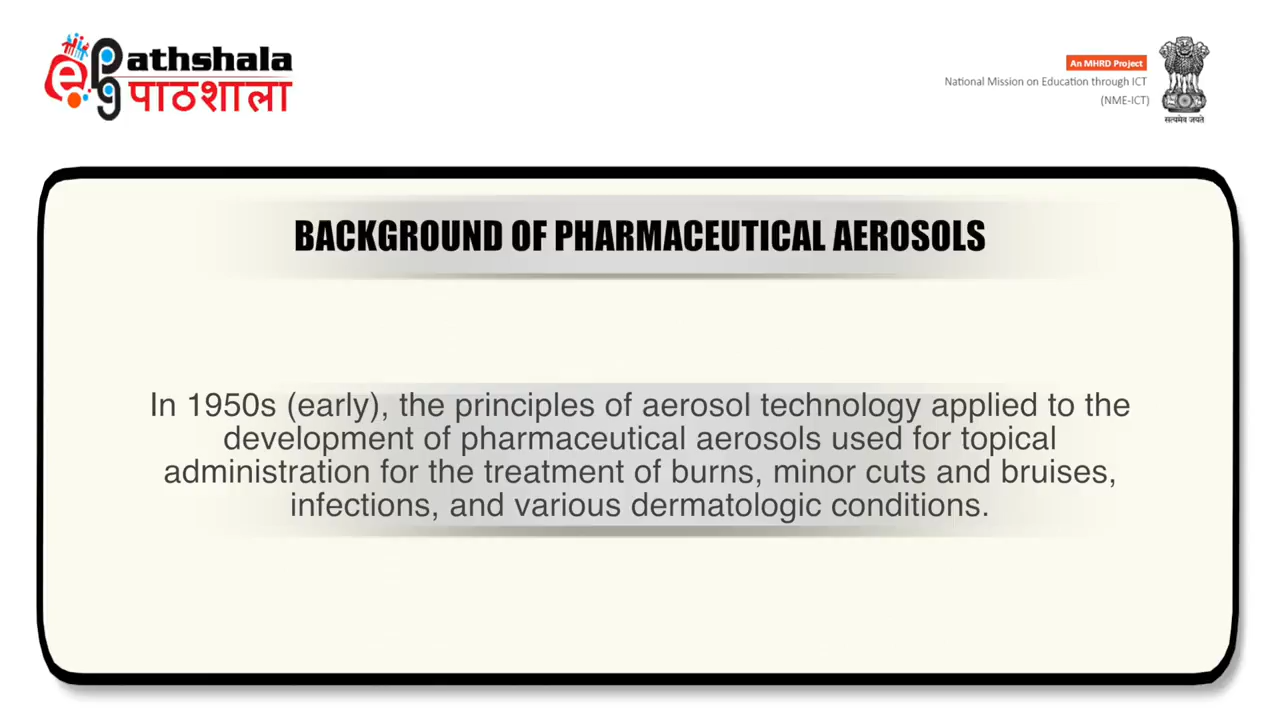 e pg athshala
पाठशाला
An MHRD Project
National Mission on Education through ICT
(NME-ICT)
सत्यमेव जयते
BACKGROUND OF PHARMACEUTICAL AEROSOLS
In 1950s (early), the principles of aerosol technology applied to the
development of pharmaceutical aerosols used for topical
administration for the treatment of burns, minor cuts and bruises,
infections, and various dermatologic conditions.